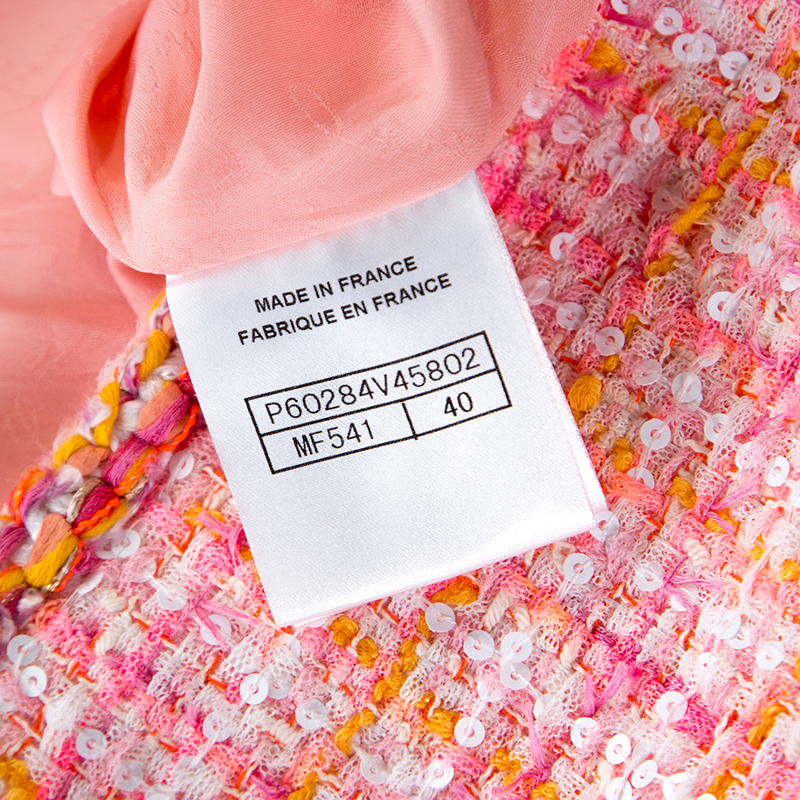 MADE IN FRANCE
FABRIQUE EN FRANCE
P60284V45802
MF541 40